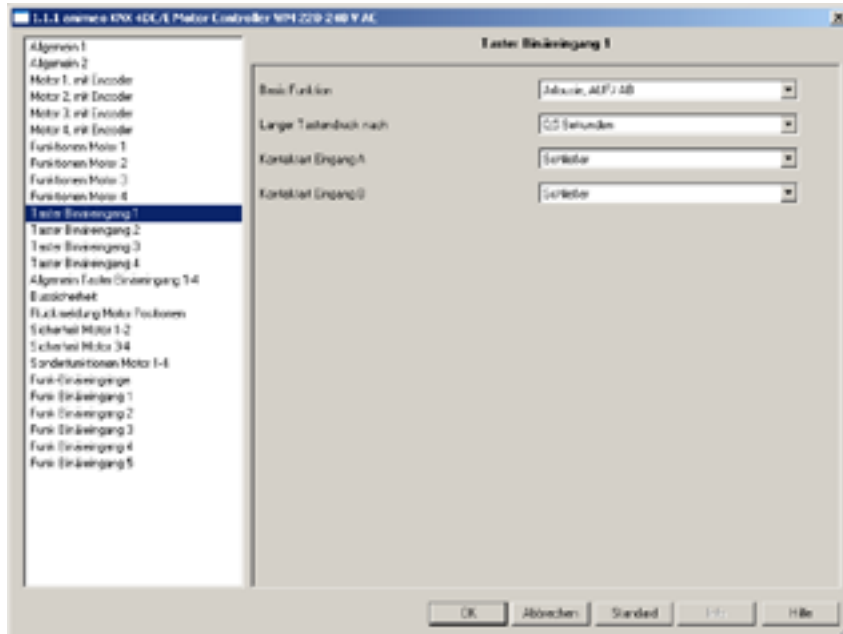 1.1.1 animeo KNX 4DC/E Motor Controller WM 220-240 V AC
Allgemein 1
Allgemein 2
Motor 1, mit Encoder
Motor 2, mit Encoder
Motor 3, mit Encoder
Motor 4, mit Encoder
Funktionen Motor 1
Funktionen Motor 2
Funktionen Motor 3
Funktionen Motor 4
Taster Binäreingang 1
Taster Binäreingang 2
Taster Binäreingang 3
Taster Binäreingang 4
Allgemein Taster Binäreingang 1-4
Bussicherheit
Rückmeldung Motor Positionen
Sicherheit Motor 1-2
Sicherheit Motor 3-4
Sonderfunktionen Motor 1-4
Funk-Binäreingänge
Funk Binäreingang 1
Funk Binäreingang 2
Funk Binäreingang 3
Funk Binäreingang 4
Funk Binäreingang 5
Taster Binäreingang 1
Basic Funktion
Jalousie, AUF/ AB
Langer Tastendruck nach
Sekunden
Kontaktart Eingang A
Schließer
Kontaktart Eingang B
Schließer
OK
Abbrechen
Standard
Info
Hilfe